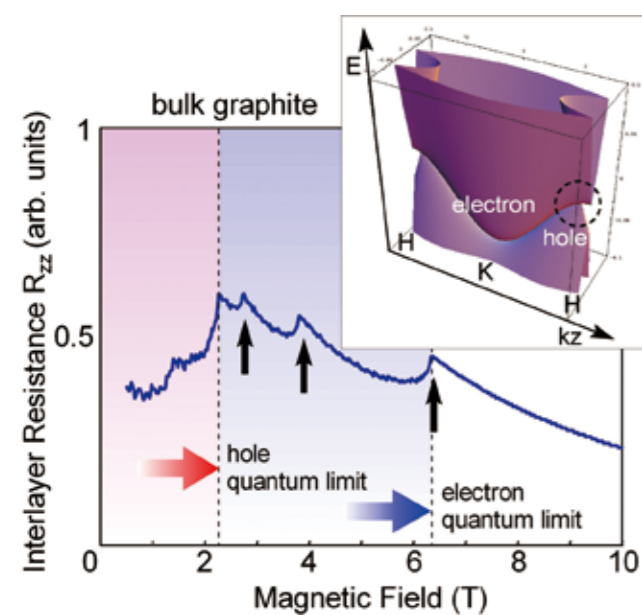 bulk graphite
E
electron
hole
H
K
H
kz
Interlayer Resistance Rzz (arb. units)
1
0.5
0
2
4
6
8
10
hole
quantum limit
electron
quantum limit
Magnetic Field (T)